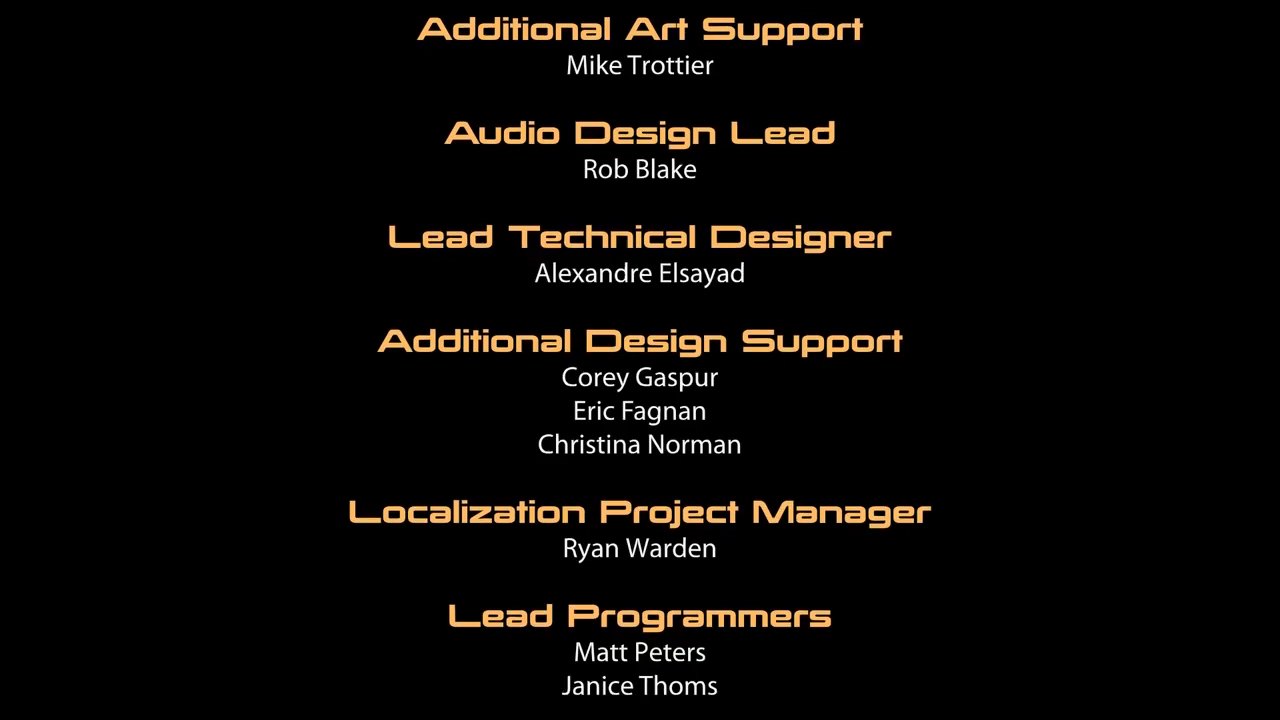 Additional Art Support
Mike Trottier
Audio Design Lead
Rob Blake
Lead Technical Designer
Alexandre Elsayad
Additional Design Support
Corey Gaspur
Eric Fagnan
Christina Norman
Localization Project Manager
Ryan Warden
Lead Programmers
Matt Peters
Janice Thoms